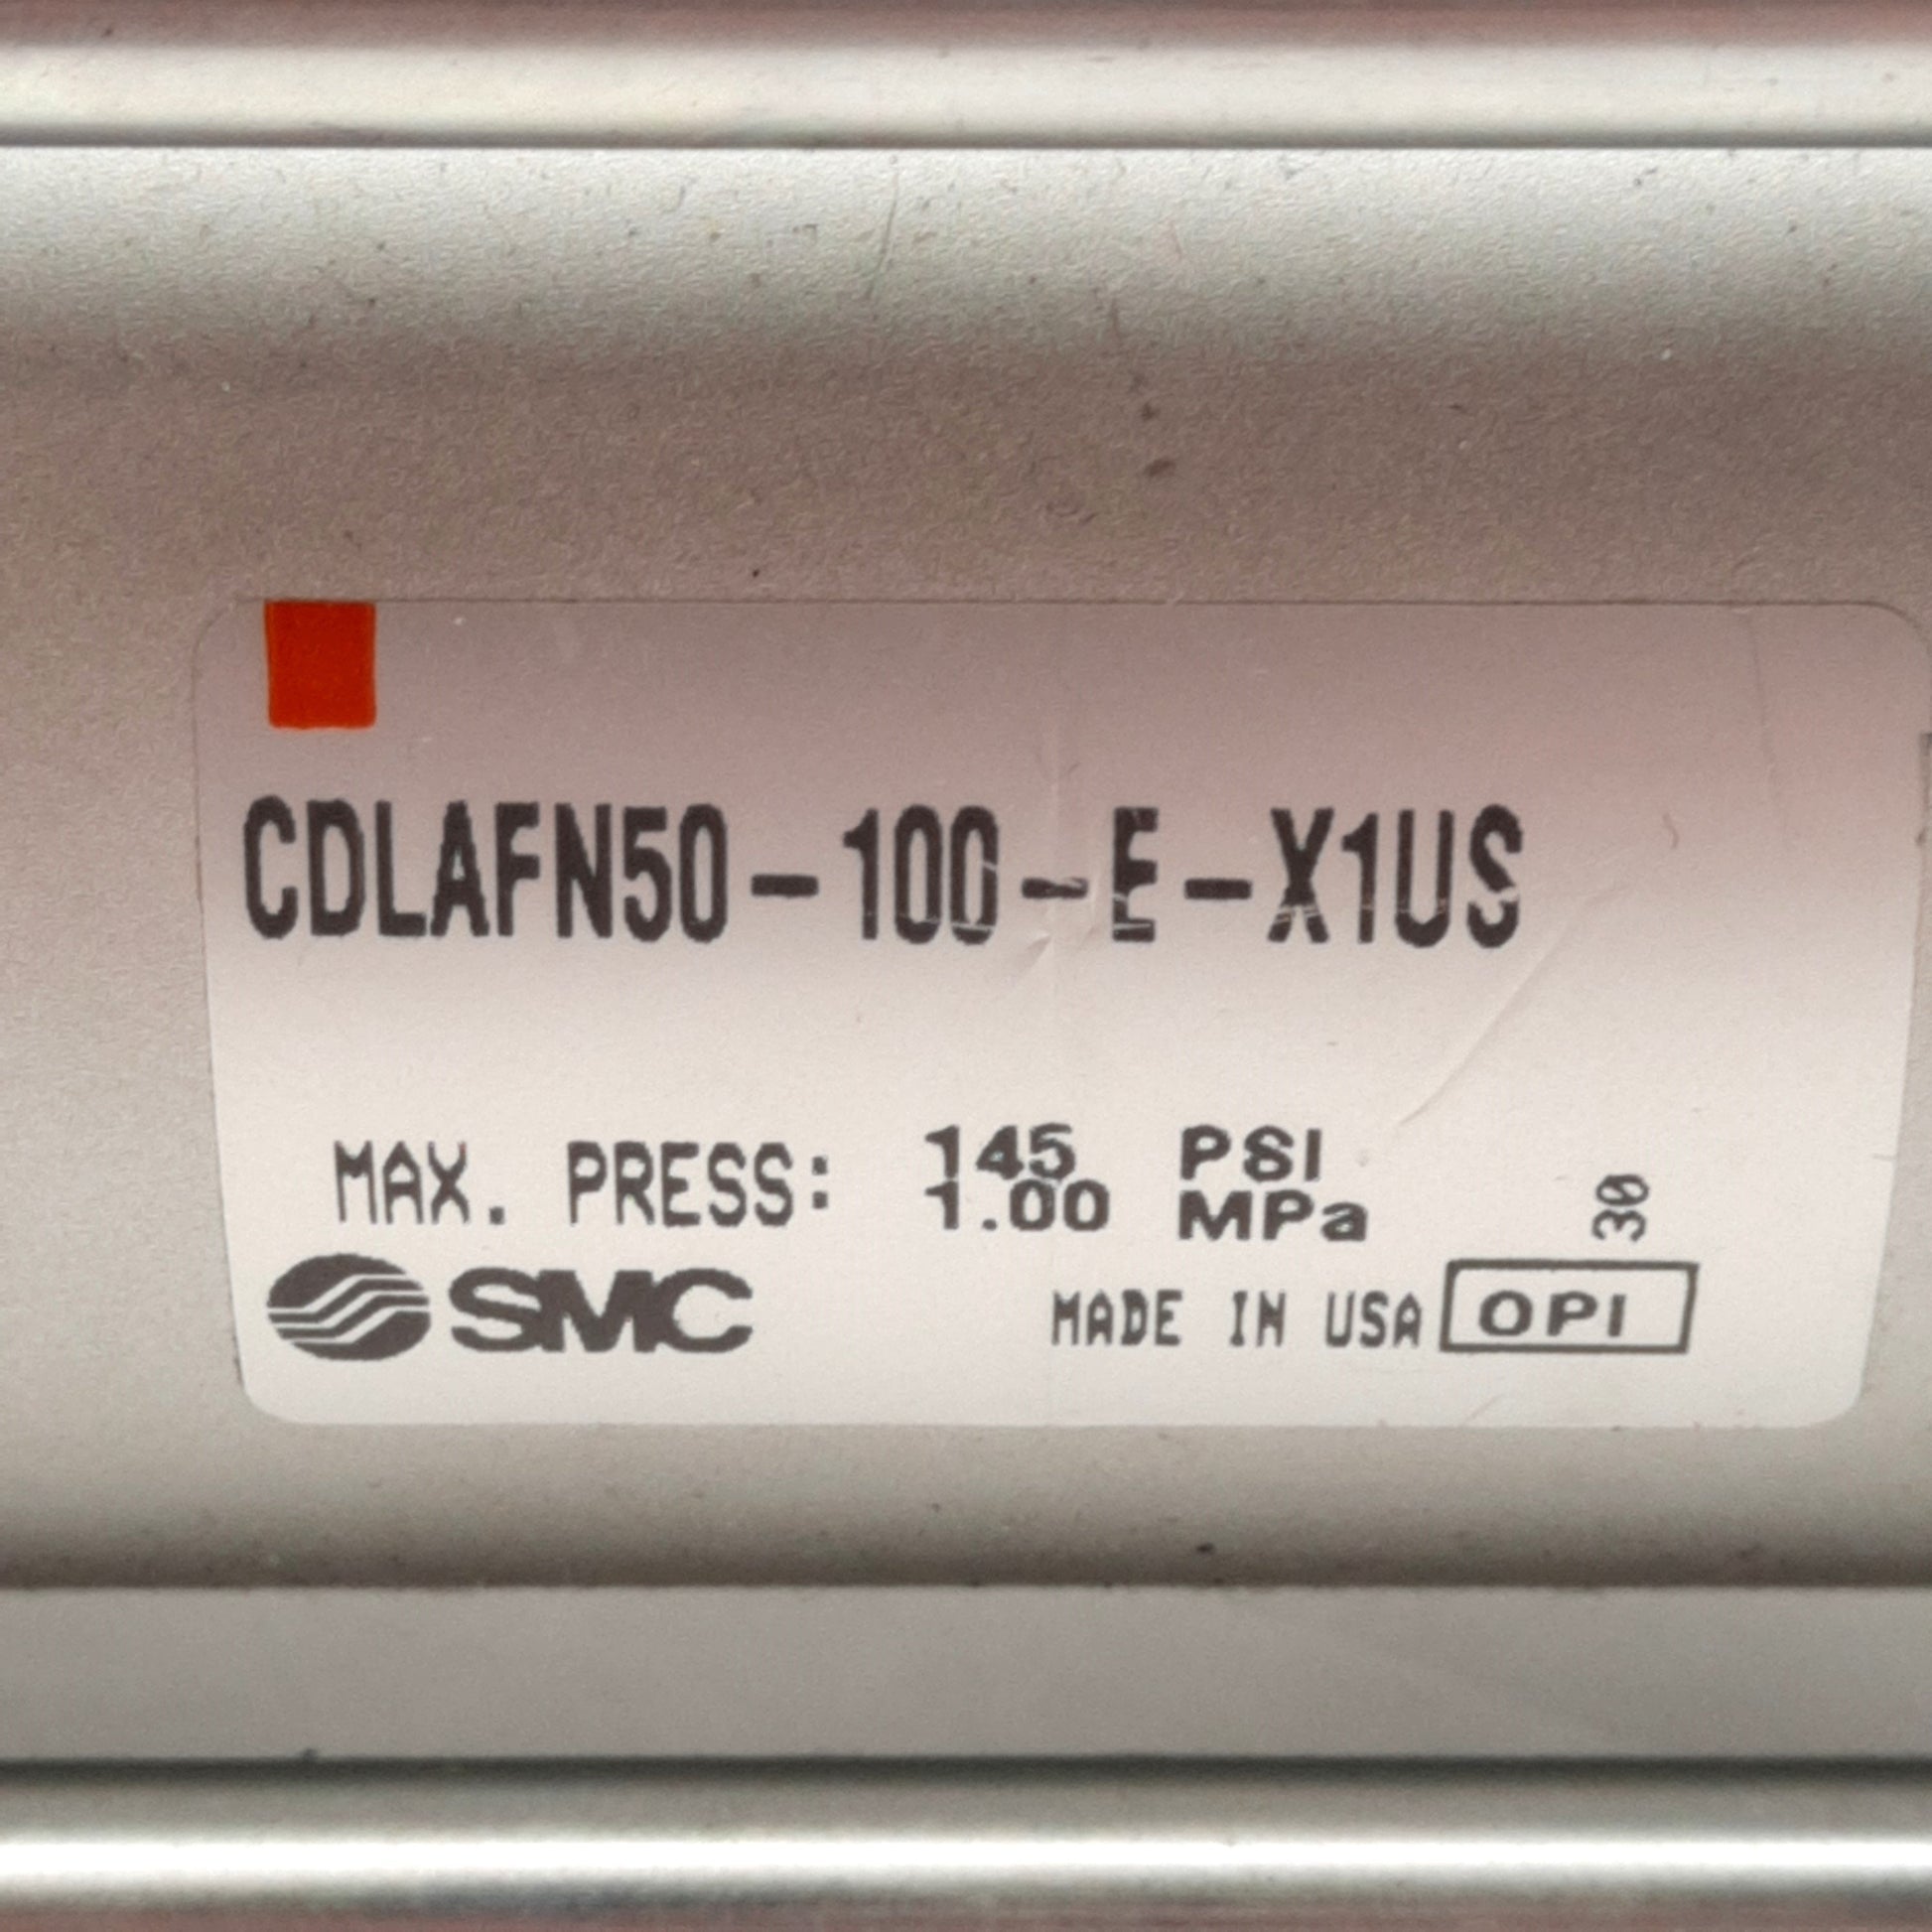 CDLAFN50-100-E-X1US
MAX. PRESS: 145 PSI
1.00 MPa
30
SMC
MADE IN USA OPI